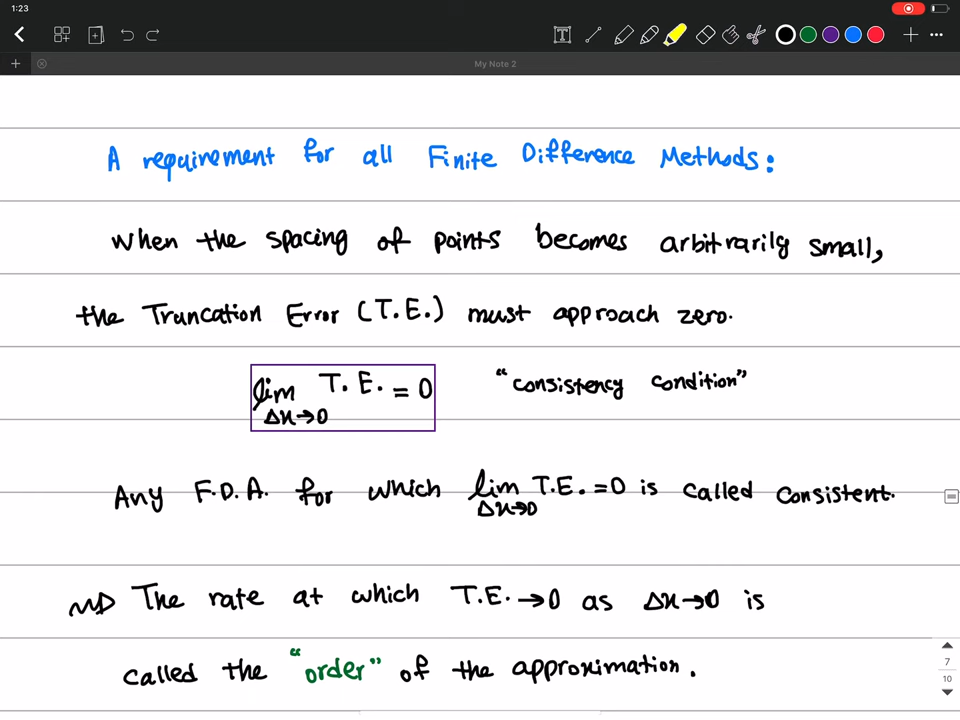 1:23
My Note 2
A requirement for all Finite Difference Methods:
when the spacing of points becomes arbitrarily small,
the Truncation Error (T.E.) must approach zero.
lim T. E. = 0 "consistency condition"
Δx→0
Any F.D.A. for which lim T.E. = 0 is called consistent.
Δx→0
The rate at which T.E. → 0 as Δx→0 is
called the "order" of the approximation.
7
10